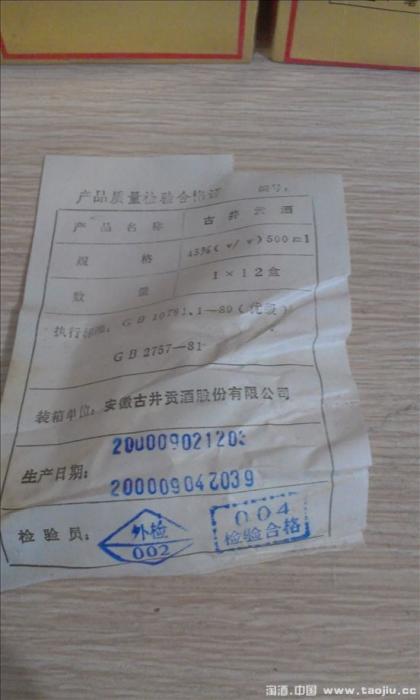 产品质量检验合格证 编号:
产品名称 古井云酒
规格 45%(v/v)500ml
数量 1×12盒
执行标准: GB 10781.1—89(优级)
GB 2757—81
装箱单位: 安徽古井贡酒股份有限公司
200009021203
生产日期:
200009042039
检验员: 外检 002 004 检验合格
淘酒.中国 www.taojiu.cc